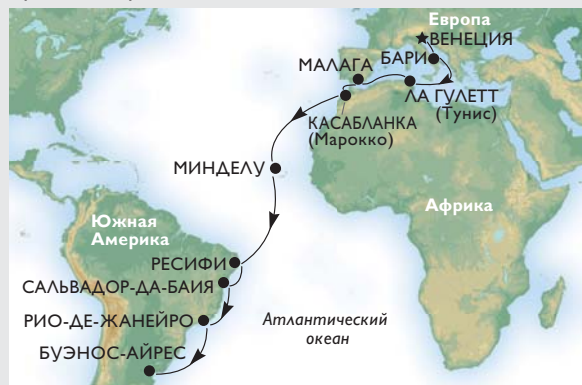 Европа
ВЕНЕЦИЯ
БАРИ
МАЛАГА
ЛА ГУЛЕТТ
(Тунис)
КАСАБЛАНКА
(Марокко)
МИНДЕЛУ
Африка
Южная
Америка
РЕСИФИ
САЛЬВАДОР-ДА-БАИЯ
РИО-ДЕ-ЖАНЕЙРО
Атлантический
океан
БУЭНОС-АЙРЕС